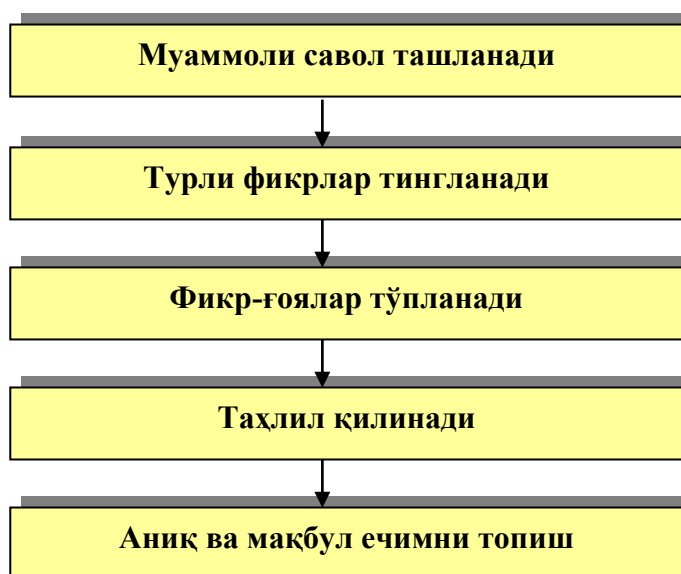 Муаммоли савол ташланади
Турли фикрлар тингланади
Фикр-ғоялар тўпланади
Таҳлил қилинади
Аниқ ва мақбул ечимни топиш